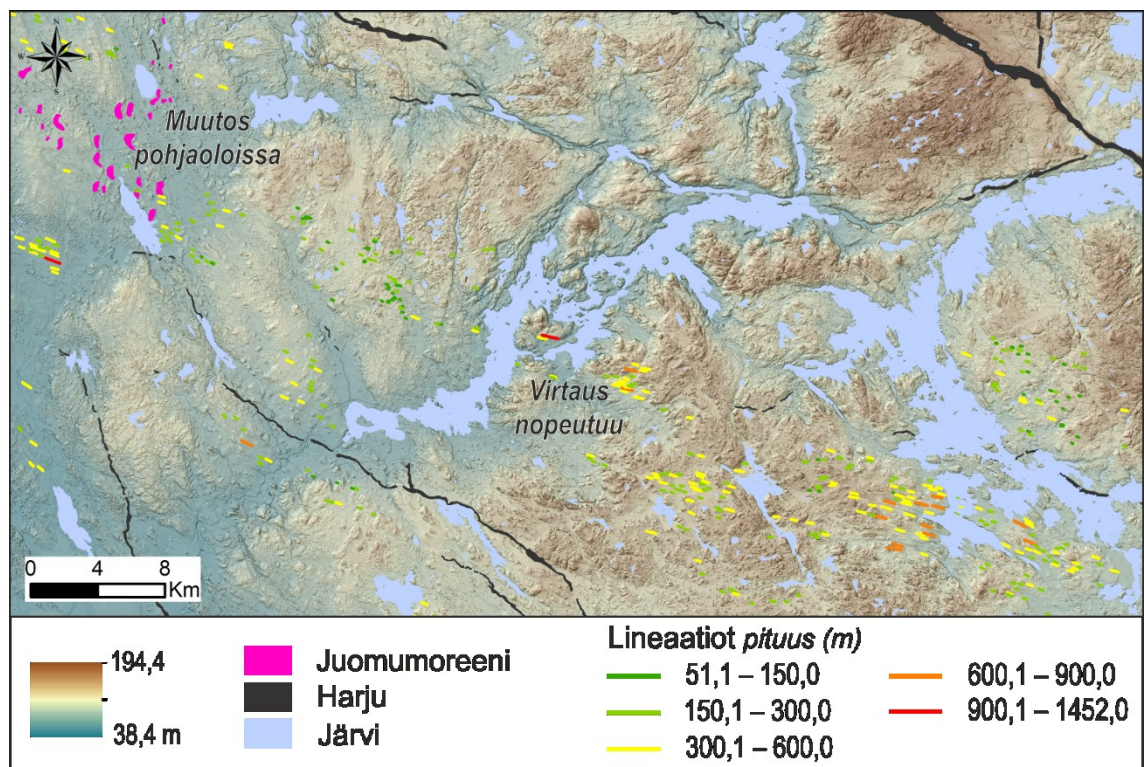 N
W
E
S
Muutos
pohjaoloissa
Virtaus
nopeutuu
0 4 8
Km
194,4
38,4 m
Juomumoreeni
Harju
Järvi
Lineaatiot pituus (m)
51,1 – 150,0
150,1 – 300,0
300,1 – 600,0
600,1 – 900,0
900,1 – 1452,0